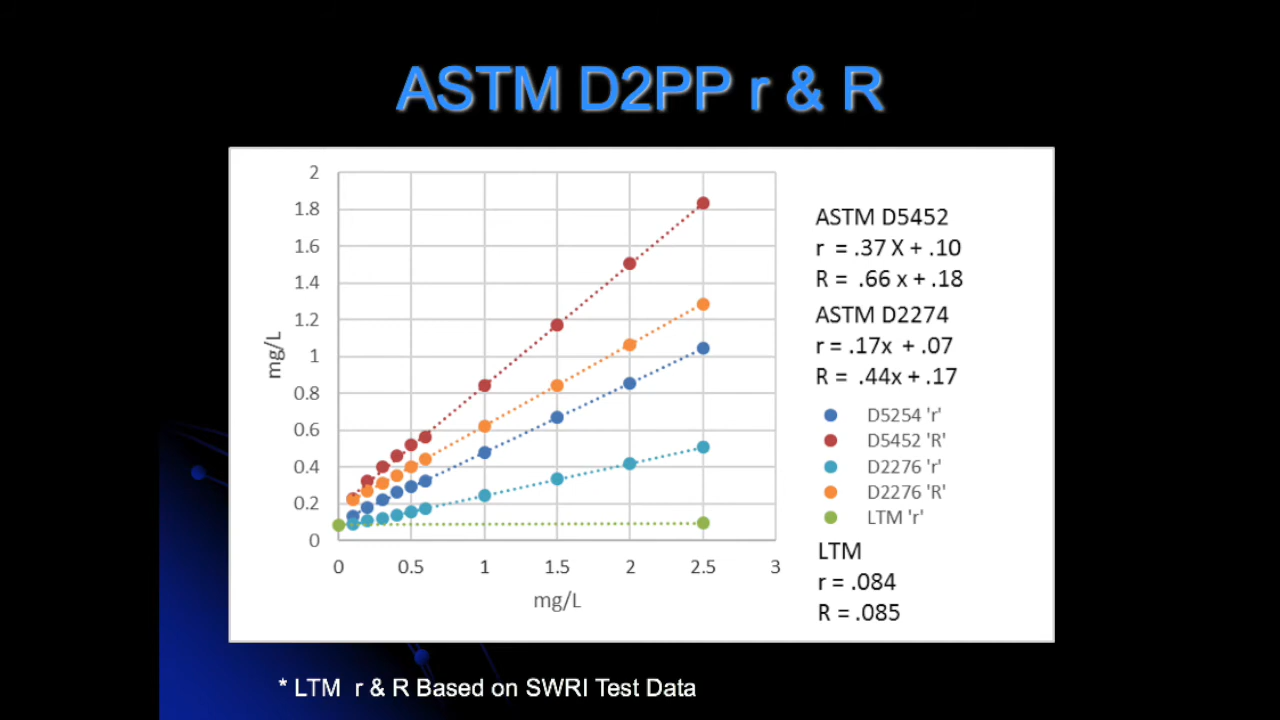 ASTM D2PP r & R
2
1.8
1.6
1.4
1.2
1
0.8
0.6
0.4
0.2
0
mg/L
0 0.5 1 1.5 2 2.5 3
mg/L
ASTM D5452
r = .37 X + .10
R = .66 x + .18
ASTM D2274
r = .17x + .07
R = .44x + .17
D5254 'r'
D5452 'R'
D2276 'r'
D2276 'R'
LTM 'r'
LTM
r = .084
R = .085
* LTM r & R Based on SWRI Test Data